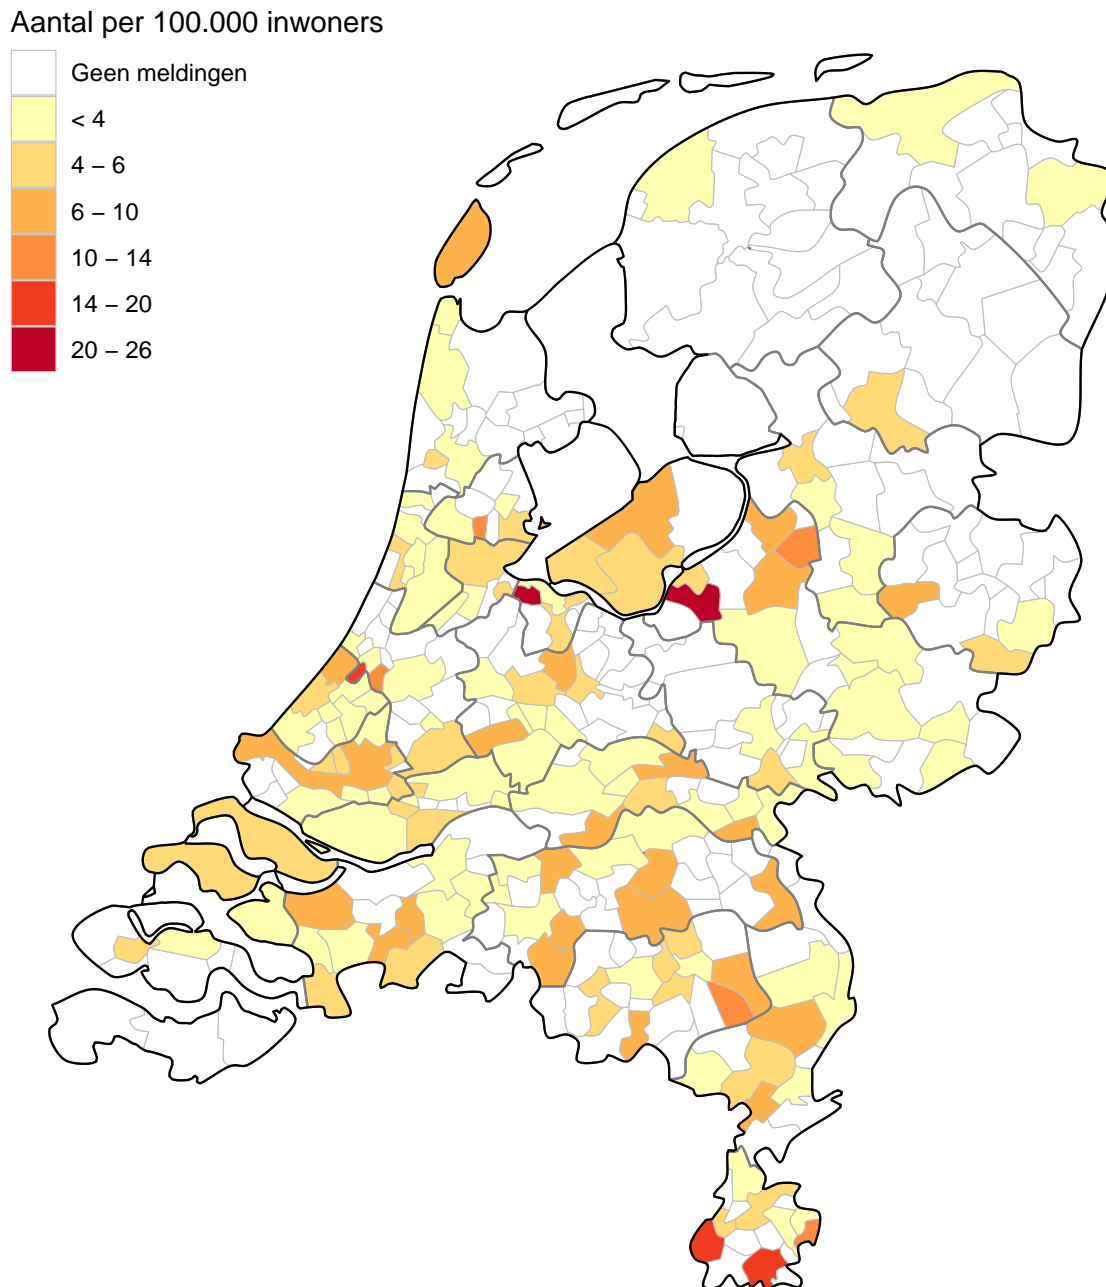 Aantal per 100.000 inwoners
Geen meldingen
< 4
4 – 6
6 – 10
10 – 14
14 – 20
20 – 26